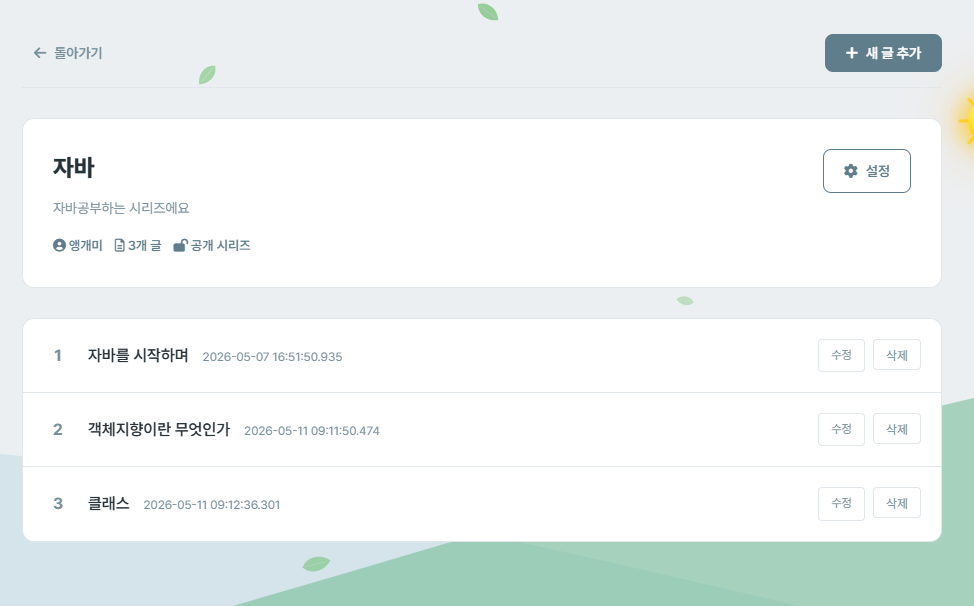 돌아가기
새 글 추가
자바
설정
자바공부하는 시리즈에요
앵개미 3개 글 공개 시리즈
1 자바를 시작하며 2026-05-07 16:51:50.935 수정 삭제
2 객체지향이란 무엇인가 2026-05-11 09:11:50.474 수정 삭제
3 클래스 2026-05-11 09:12:36.301 수정 삭제